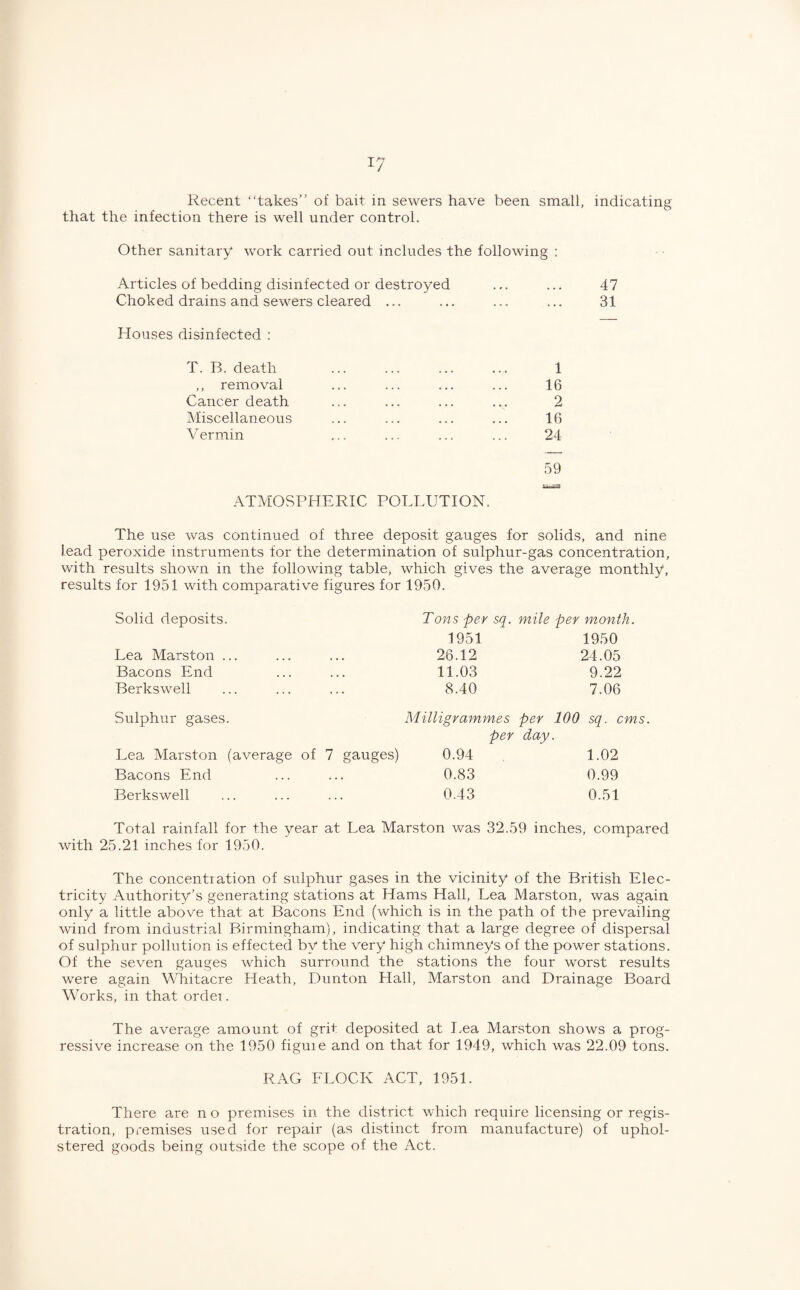 17
Recent “takes” of bait in sewers have been small, indicating
that the infection there is well under control.
Other sanitary work carried out includes the following :
Articles of bedding disinfected or destroyed ... ... 47
Choked drains and sewers cleared ... ... ... ... 31
Houses disinfected :
T. B. death ... ... ... ... 1
,, removal ... ... ... ... 16
Cancer death ... ... ... ... 2
Miscellaneous ... ... ... ... 16
Vermin ... ... ... ... 24
59
ATMOSPHERIC POLLUTION.
The use was continued of three deposit gauges for solids, and nine
lead peroxide instruments for the determination of sulphur-gas concentration,
with results shown in the following table, which gives the average monthly,
results for 1951 with comparative figures for 1950.
Solid deposits. Tons per sq. mile per month.
1951 1950
Lea Marston ... ... ... 26.12 24.05
Bacons End ... ... 11.03 9.22
Berkswell ... ... ... 8.40 7.06
Sulphur gases. Milligrammes per 100 sq. cms.
per day.
Lea Marston (average of 7 gauges) 0.94 1.02
Bacons End ... ... 0.83 0.99
Berkswell ... ... ... 0.43 0.51
Total rainfall for the year at Lea Marston was 32.59 inches, compared
with 25.21 inches for 1950.
The concentration of sulphur gases in the vicinity of the British Elec-
tricity Authority’s generating stations at Hams Hall, Lea Marston, was again
only a little above that at Bacons End (which is in the path of the prevailing
wind from industrial Birmingham), indicating that a large degree of dispersal
of sulphur pollution is effected by the very high chimneys of the power stations.
Of the seven gauges which surround the stations the four worst results
were again Whitacre Heath, Dunton Hall, Marston and Drainage Board
Works, in that order.
The average amount of grit deposited at Lea Marston shows a prog-
ressive increase on the 1950 figure and on that for 1949, which was 22.09 tons.
RAG FLOCK ACT, 1951.
There are n o premises in the district which require licensing or regis-
tration, premises used for repair (as distinct from manufacture) of uphol-
stered goods being outside the scope of the Act.